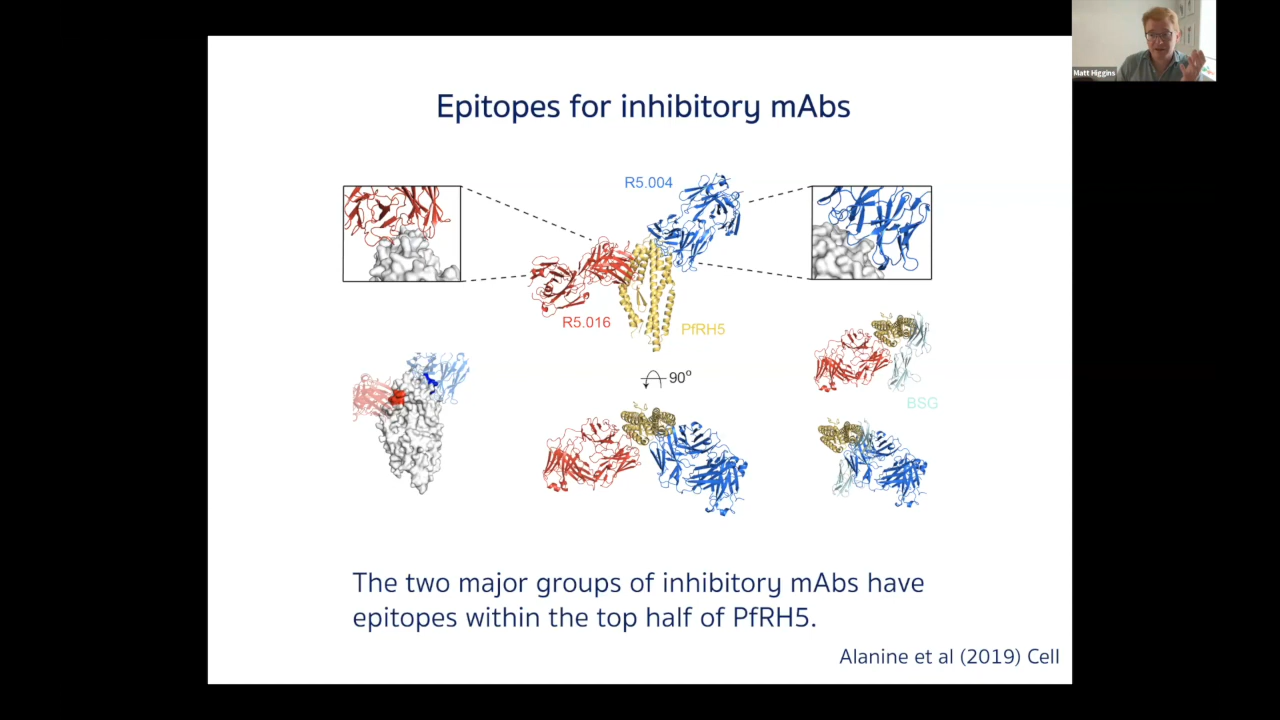 Matt Higgins
Epitopes for inhibitory mAbs
R5.004
R5.016
PfRH5
90°
BSG
The two major groups of inhibitory mAbs have
epitopes within the top half of PfRH5.
Alanine et al (2019) Cell